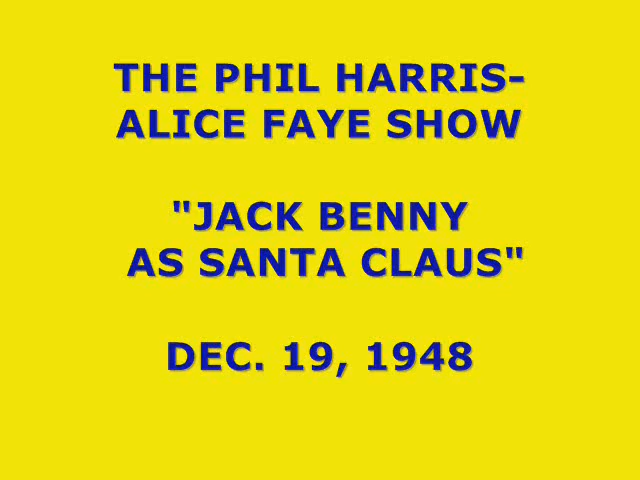 THE PHIL HARRIS-
ALICE FAYE SHOW
"JACK BENNY
AS SANTA CLAUS"
DEC. 19, 1948